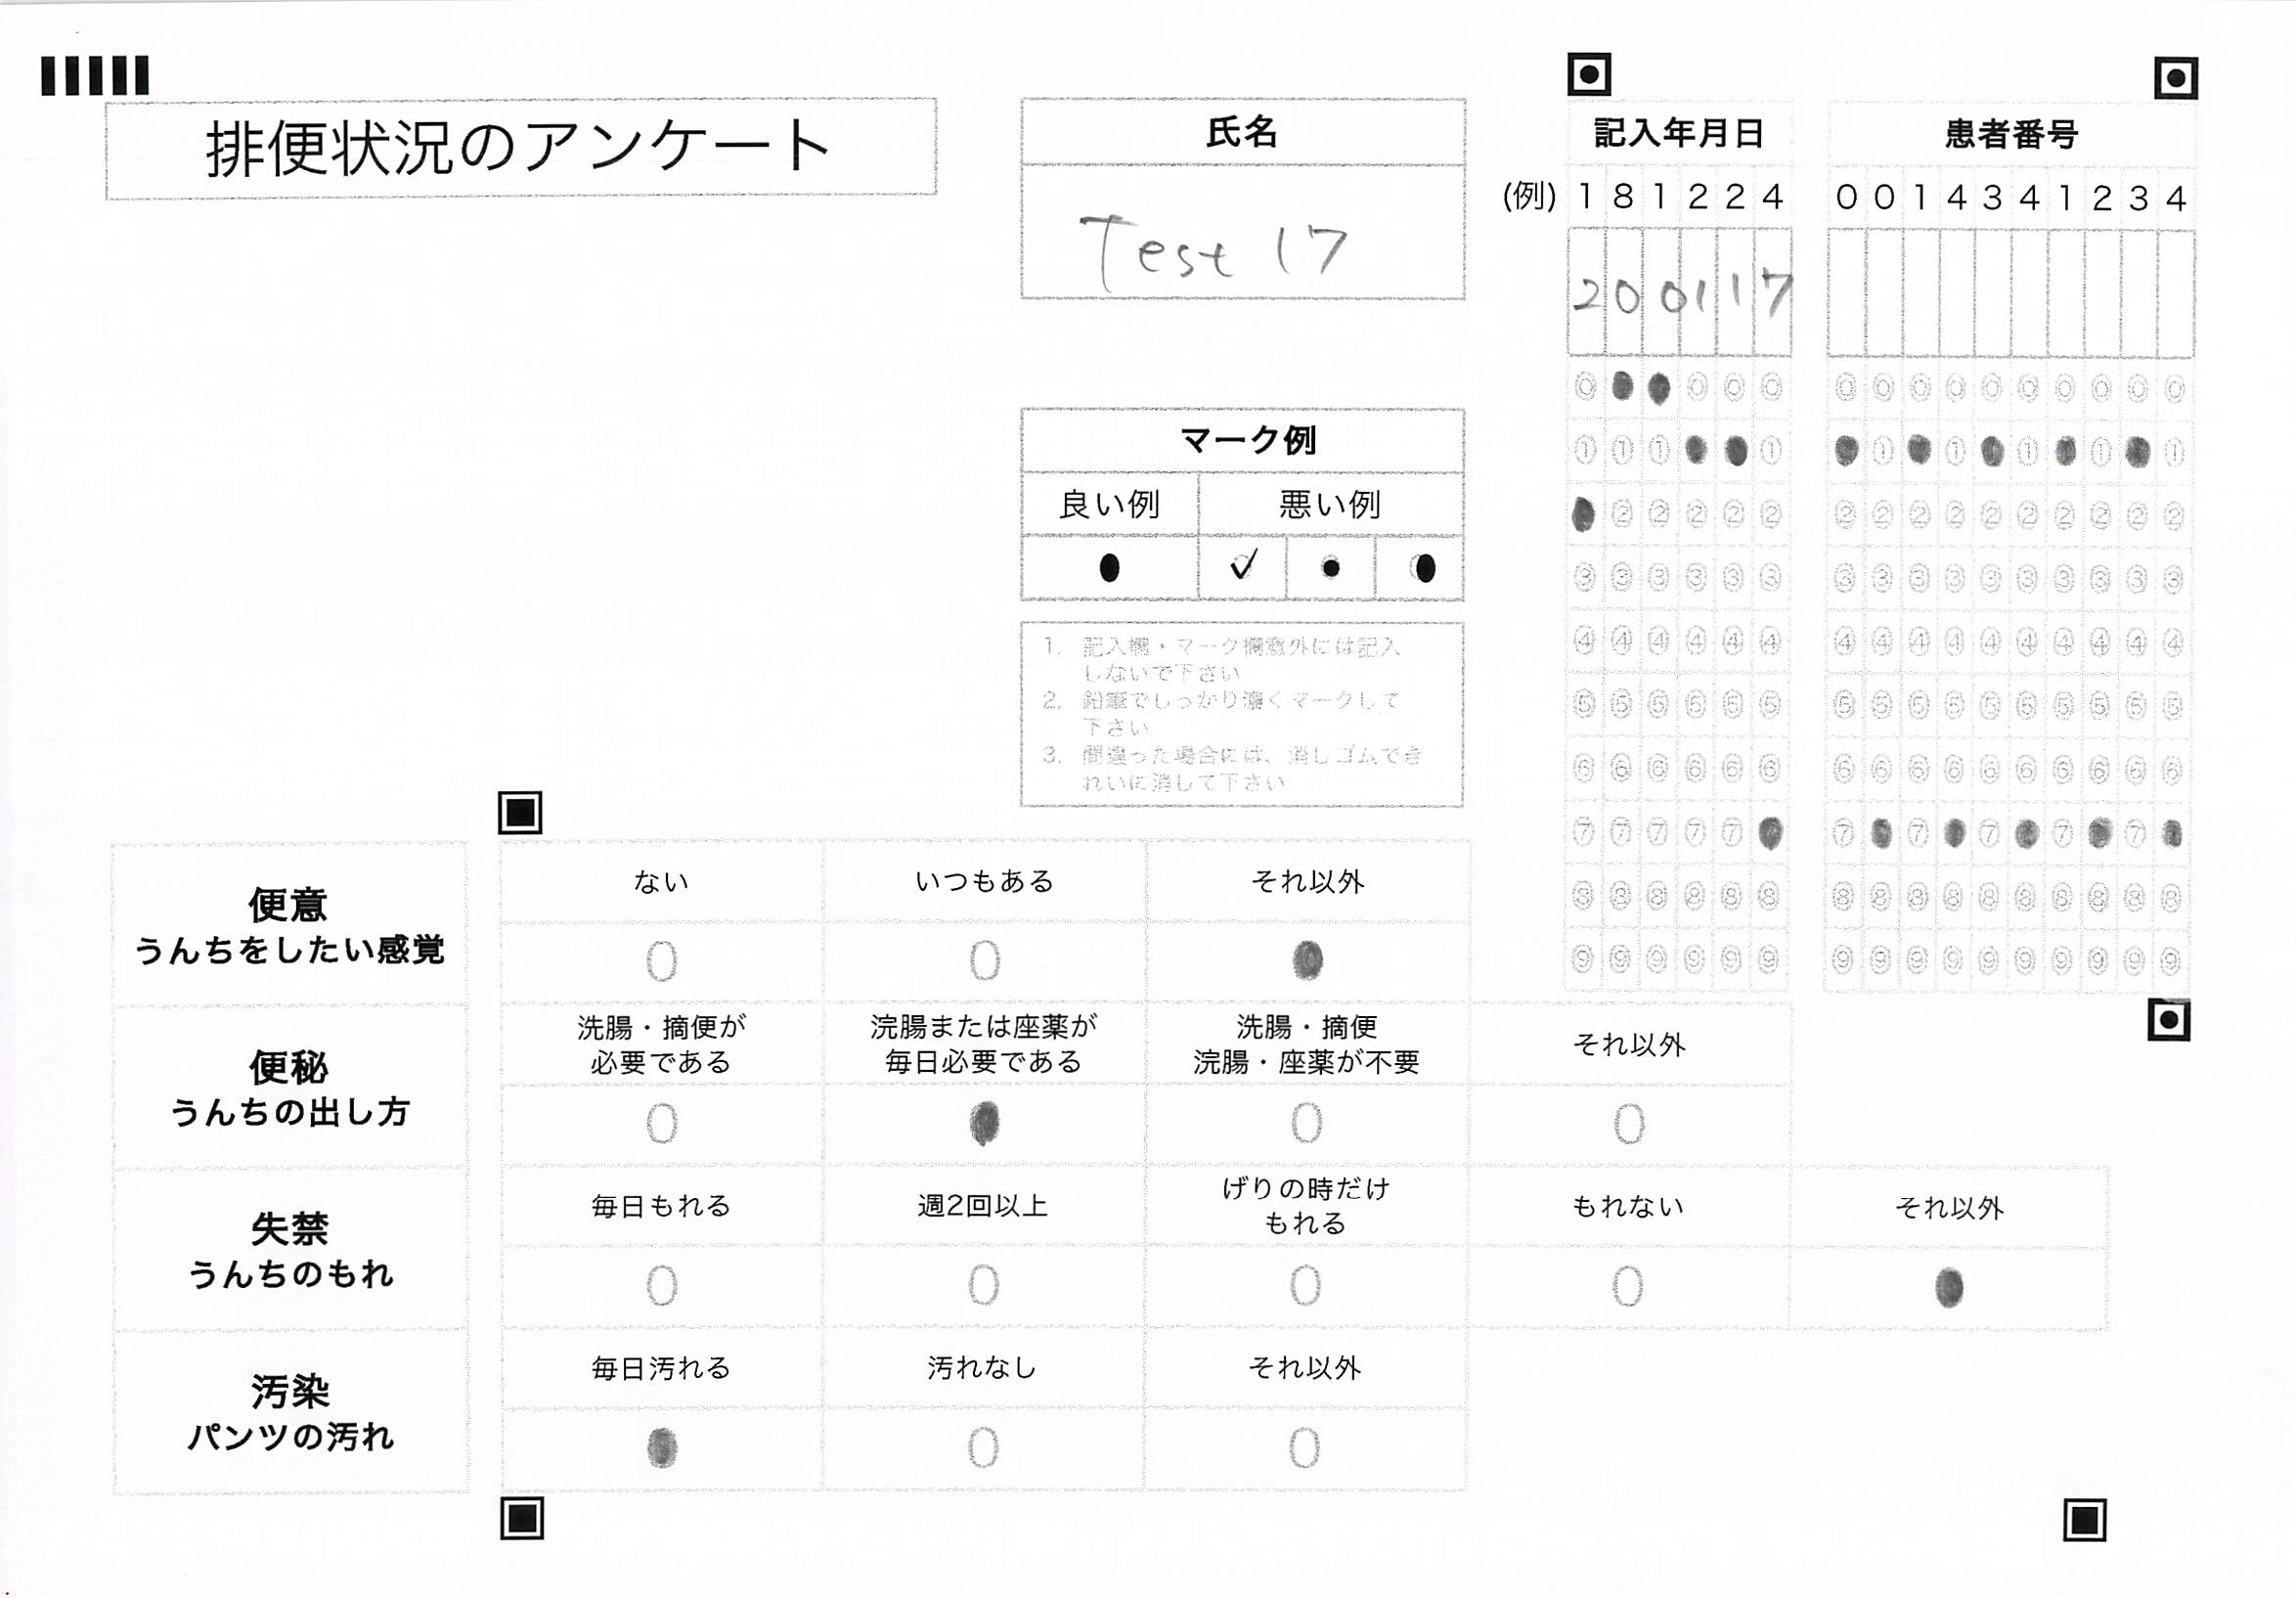 排便状況のアンケート
氏名
Test 17
記入年月日
(例) 1 8 1 2 2 4
2 0 0 1 1 7
患者番号
0 0 1 4 3 4 1 2 3 4
0 0 0 0 0 0 0 0 0 0 0 0 0 0
1 1 1 1 1 1 1 1 1
2 2 2 2 2 2 2 2 2 2 2 2 2 2 2
3 3 3 3 3 3 3 3 3 3 3 3 3 3 3 3
4 4 4 4 4 4 4 4 4 4 4 4 4 4 4 4
5 5 5 5 5 5 5 5 5 5 5 5 5 5 5 5
6 6 6 6 6 6 6 6 6 6 6 6 6 6 6 6
7 7 7 7 7 7 7 7 7 7
8 8 8 8 8 8 8 8 8 8 8 8 8 8 8 8
9 9 9 9 9 9 9 9 9 9 9 9 9 9 9 9
マーク例
良い例 悪い例
1. 記入欄・マーク欄意外には記入
しないで下さい
2. 鉛筆でしっかり濃くマークして
下さい
3. 間違った場合には、消しゴムでき
れいに消して下さい
便意
うんちをしたい感覚
ない いつもある それ以外
便秘
うんちの出し方
洗腸・摘便が
必要である
浣腸または座薬が
毎日必要である
洗腸・摘便
浣腸・座薬が不要
それ以外
失禁
うんちのもれ
毎日もれる
週2回以上
げりの時だけ
もれる
もれない
それ以外
汚染
パンツの汚れ
毎日汚れる 汚れなし それ以外